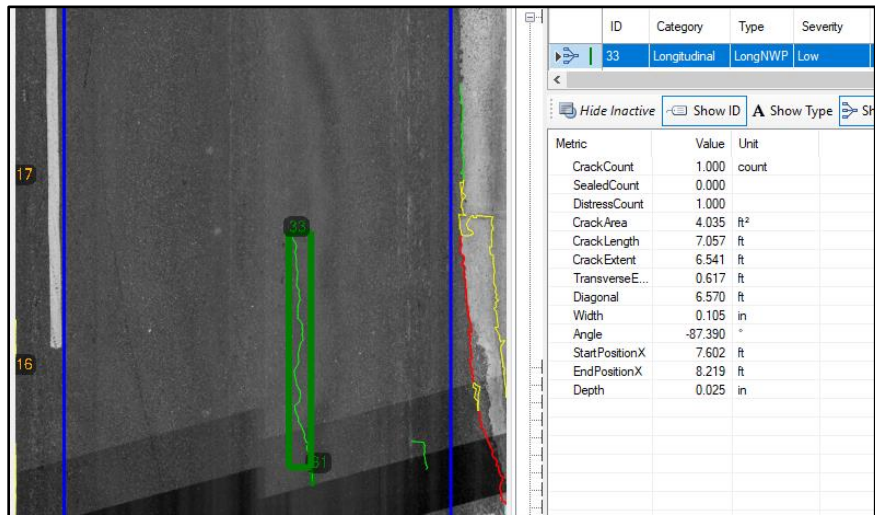 ID Category Type Severity
33 Longitudinal LongNWP Low
Hide Inactive Show ID A Show Type
Metric Value Unit
CrackCount 1.000 count
SealedCount 0.000
DistressCount 1.000
CrackArea 4.035 ft²
CrackLength 7.057 ft
CrackExtent 6.541 ft
TransverseE... 0.617 ft
Diagonal 6.570 ft
Width 0.105 in
Angle -87.390 °
StartPositionX 7.602 ft
EndPositionX 8.219 ft
Depth 0.025 in
17
33
16